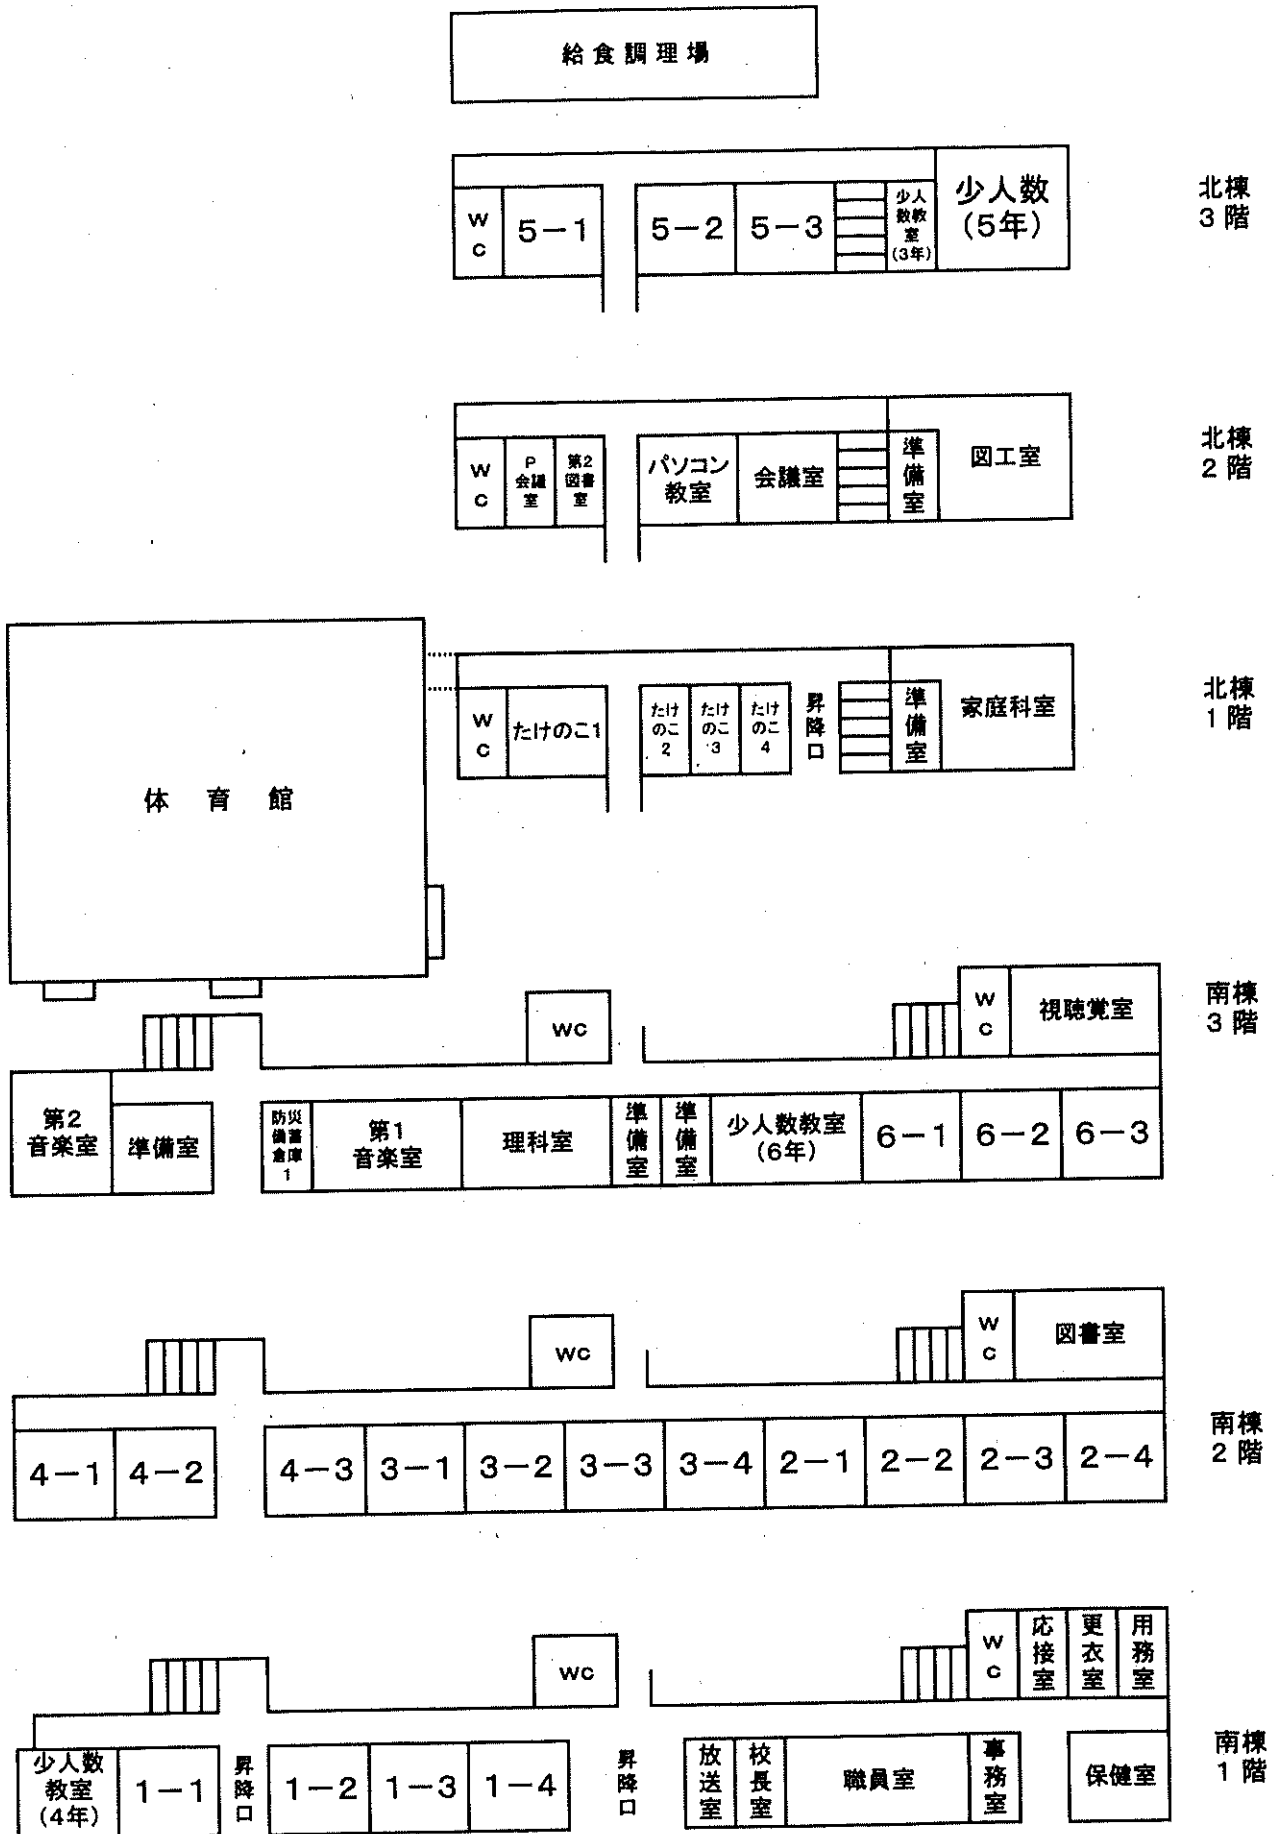 給食調理場
北棟
3階
WC
5-1
5-2
5-3
少人
数教
室
(3年)
少人数
(5年)
北棟
2階
WC
P
会議
室
第2
図書
室
パソコン
教室
会議室
準備室
図工室
北棟
1階
WC
たけのこ1
たけ
のこ
2
たけ
のこ
3
たけ
のこ
4
昇降口
準備室
家庭科室
体育館
南棟
3階
WC
WC
視聴覚室
第2
音楽室
準備室
防災
備蓄
倉庫
1
第1
音楽室
理科室
準備室
準備室
少人数教室
(6年)
6-1
6-2
6-3
WC
WC
図書室
南棟
2階
4-1
4-2
4-3
3-1
3-2
3-3
3-4
2-1
2-2
2-3
2-4
WC
WC
応接室
更衣室
用務室
南棟
1階
少人数
教室
(4年)
1-1
昇降口
1-2
1-3
1-4
昇降口
放送室
校長室
職員室
事務室
保健室